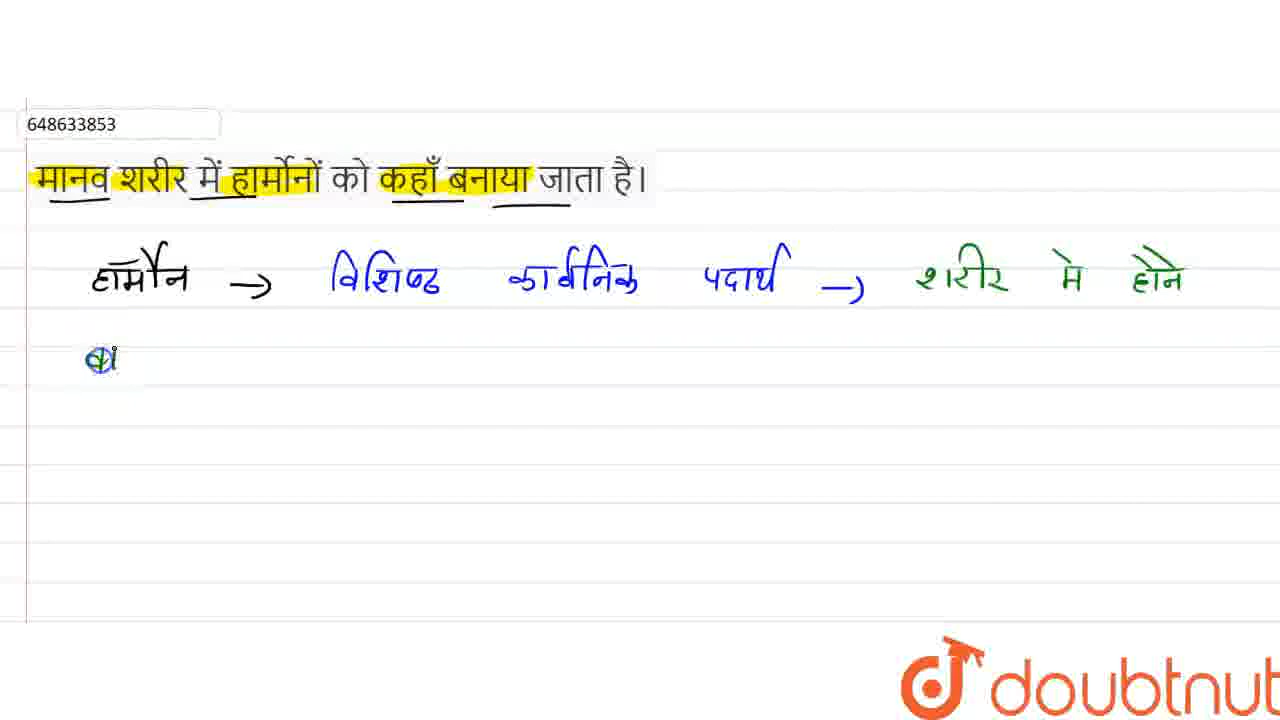 648633853
मानव शरीर में हार्मोनों को कहाँ बनाया जाता है।
हार्मोन → विशिष्ट कार्बनिक पदार्थ → शरीर मे होने
doubtnut